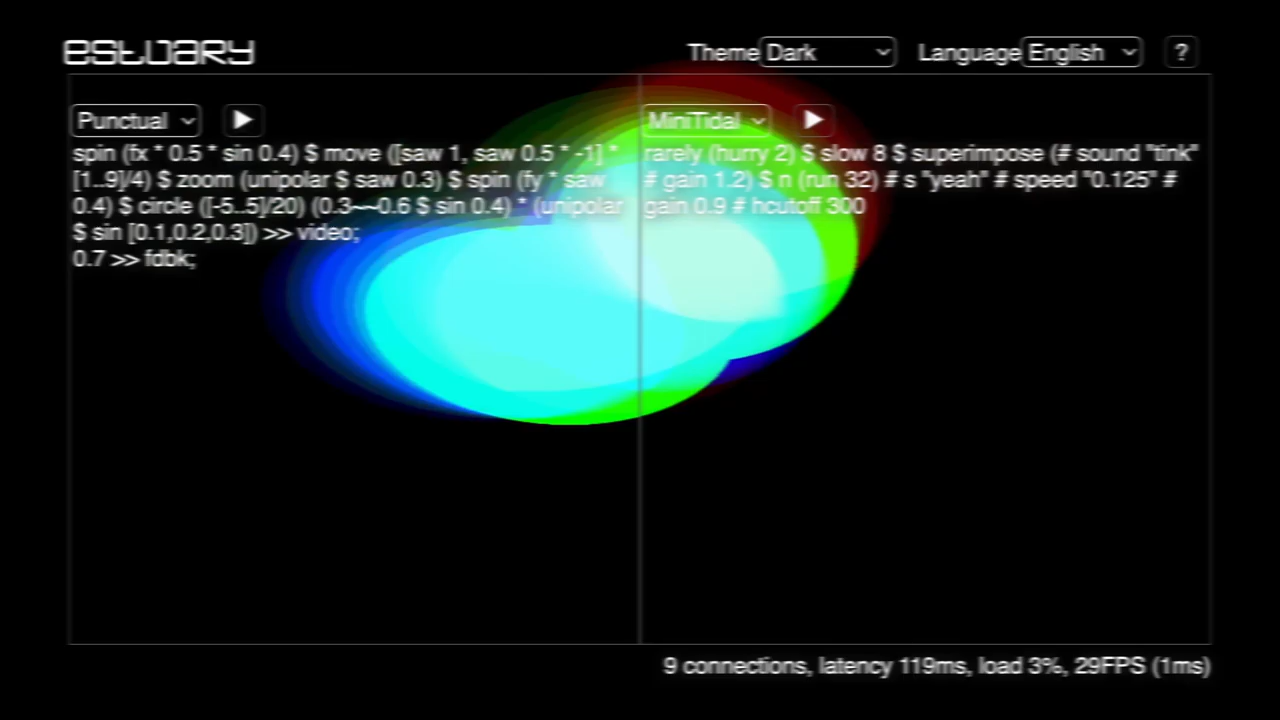 estuary
Theme Dark Language English ?
Punctual
spin (fx * 0.5 * sin 0.4) $ move ([saw 1, saw 0.5 * -1] *
[1..9]/4) $ zoom (unipolar $ saw 0.3) $ spin (fy * saw
0.4) $ circle ([-5..5]/20) (0.3~~0.6 $ sin 0.4) * (unipolar
$ sin [0.1,0.2,0.3]) >> video;
0.7 >> fdbk;
MiniTidal
rarely (hurry 2) $ slow 8 $ superimpose (# sound "tink"
# gain 1.2) $ n (run 32) # s "yeah" # speed "0.125" #
gain 0.9 # hcutoff 300
9 connections, latency 119ms, load 3%, 29FPS (1ms)